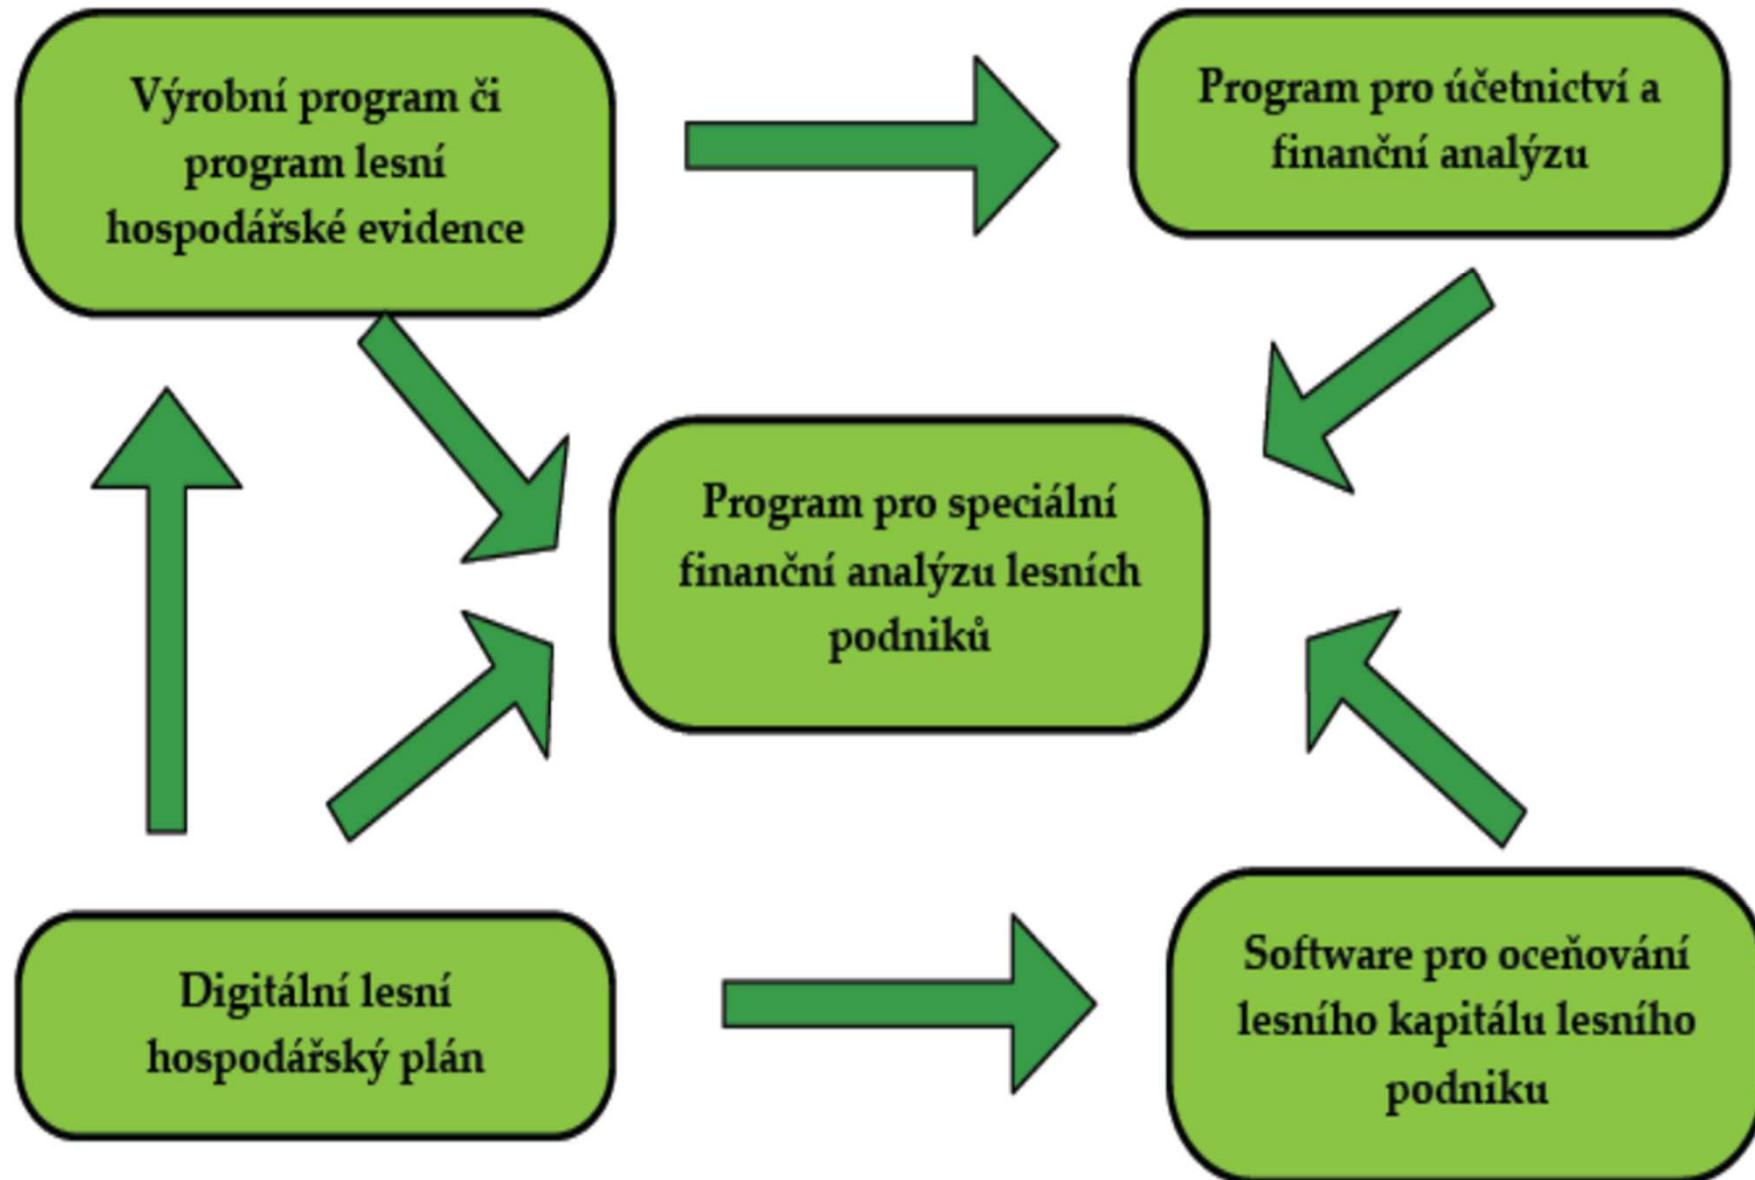 Výrobní program či
program lesní
hospodářské evidence
Program pro účetnictví a
finanční analýzu
Program pro speciální
finanční analýzu lesních
podniků
Digitální lesní
hospodářský plán
Software pro oceňování
lesního kapitálu lesního
podniku